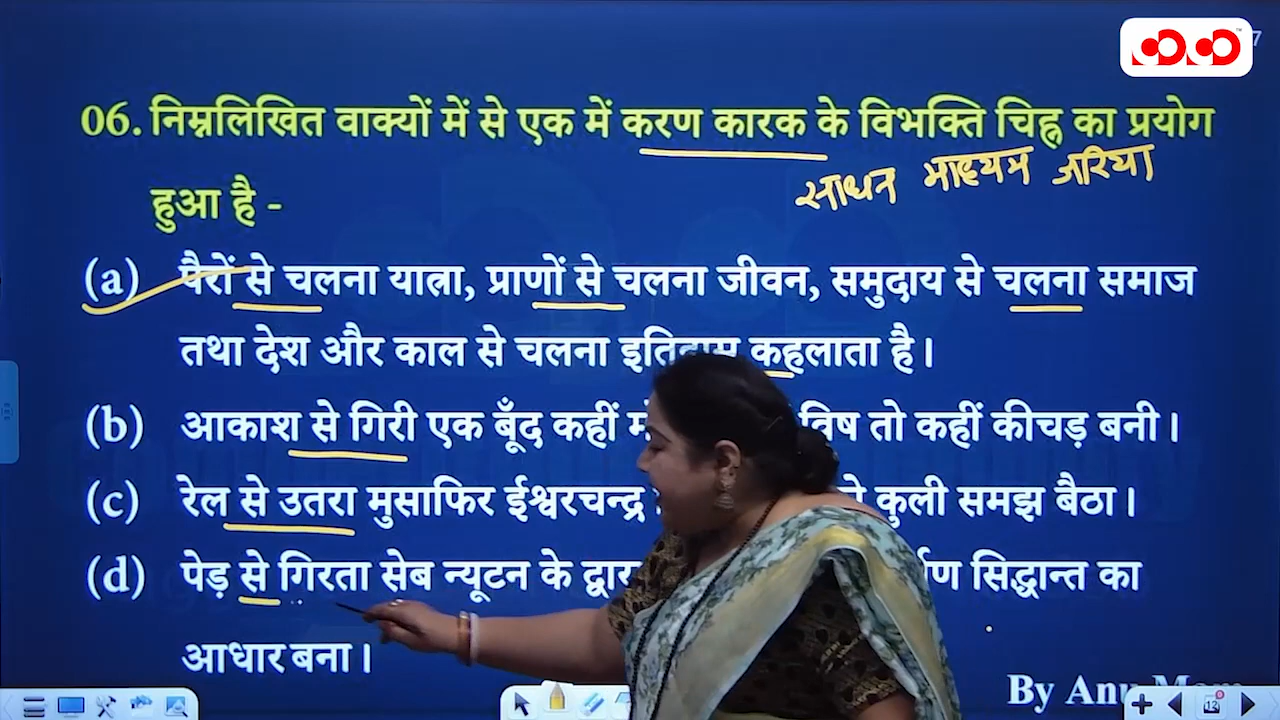 06. निम्नलिखित वाक्यों में से एक में करण कारक के विभक्ति चिह्न का प्रयोग
साधन माध्यम जरिया
हुआ है -
(a) पैरों से चलना यात्रा, प्राणों से चलना जीवन, समुदाय से चलना समाज
तथा देश और काल से चलना कहलाता है।
(b) आकाश से गिरी एक बूँद कहीं विष तो कहीं कीचड़ बनी।
(c) रेल से उतरा मुसाफिर ईश्वरचन्द्र कुली समझ बैठा।
(d) पेड़ से गिरता सेब न्यूटन के सिद्धान्त का
आधार बना।
By